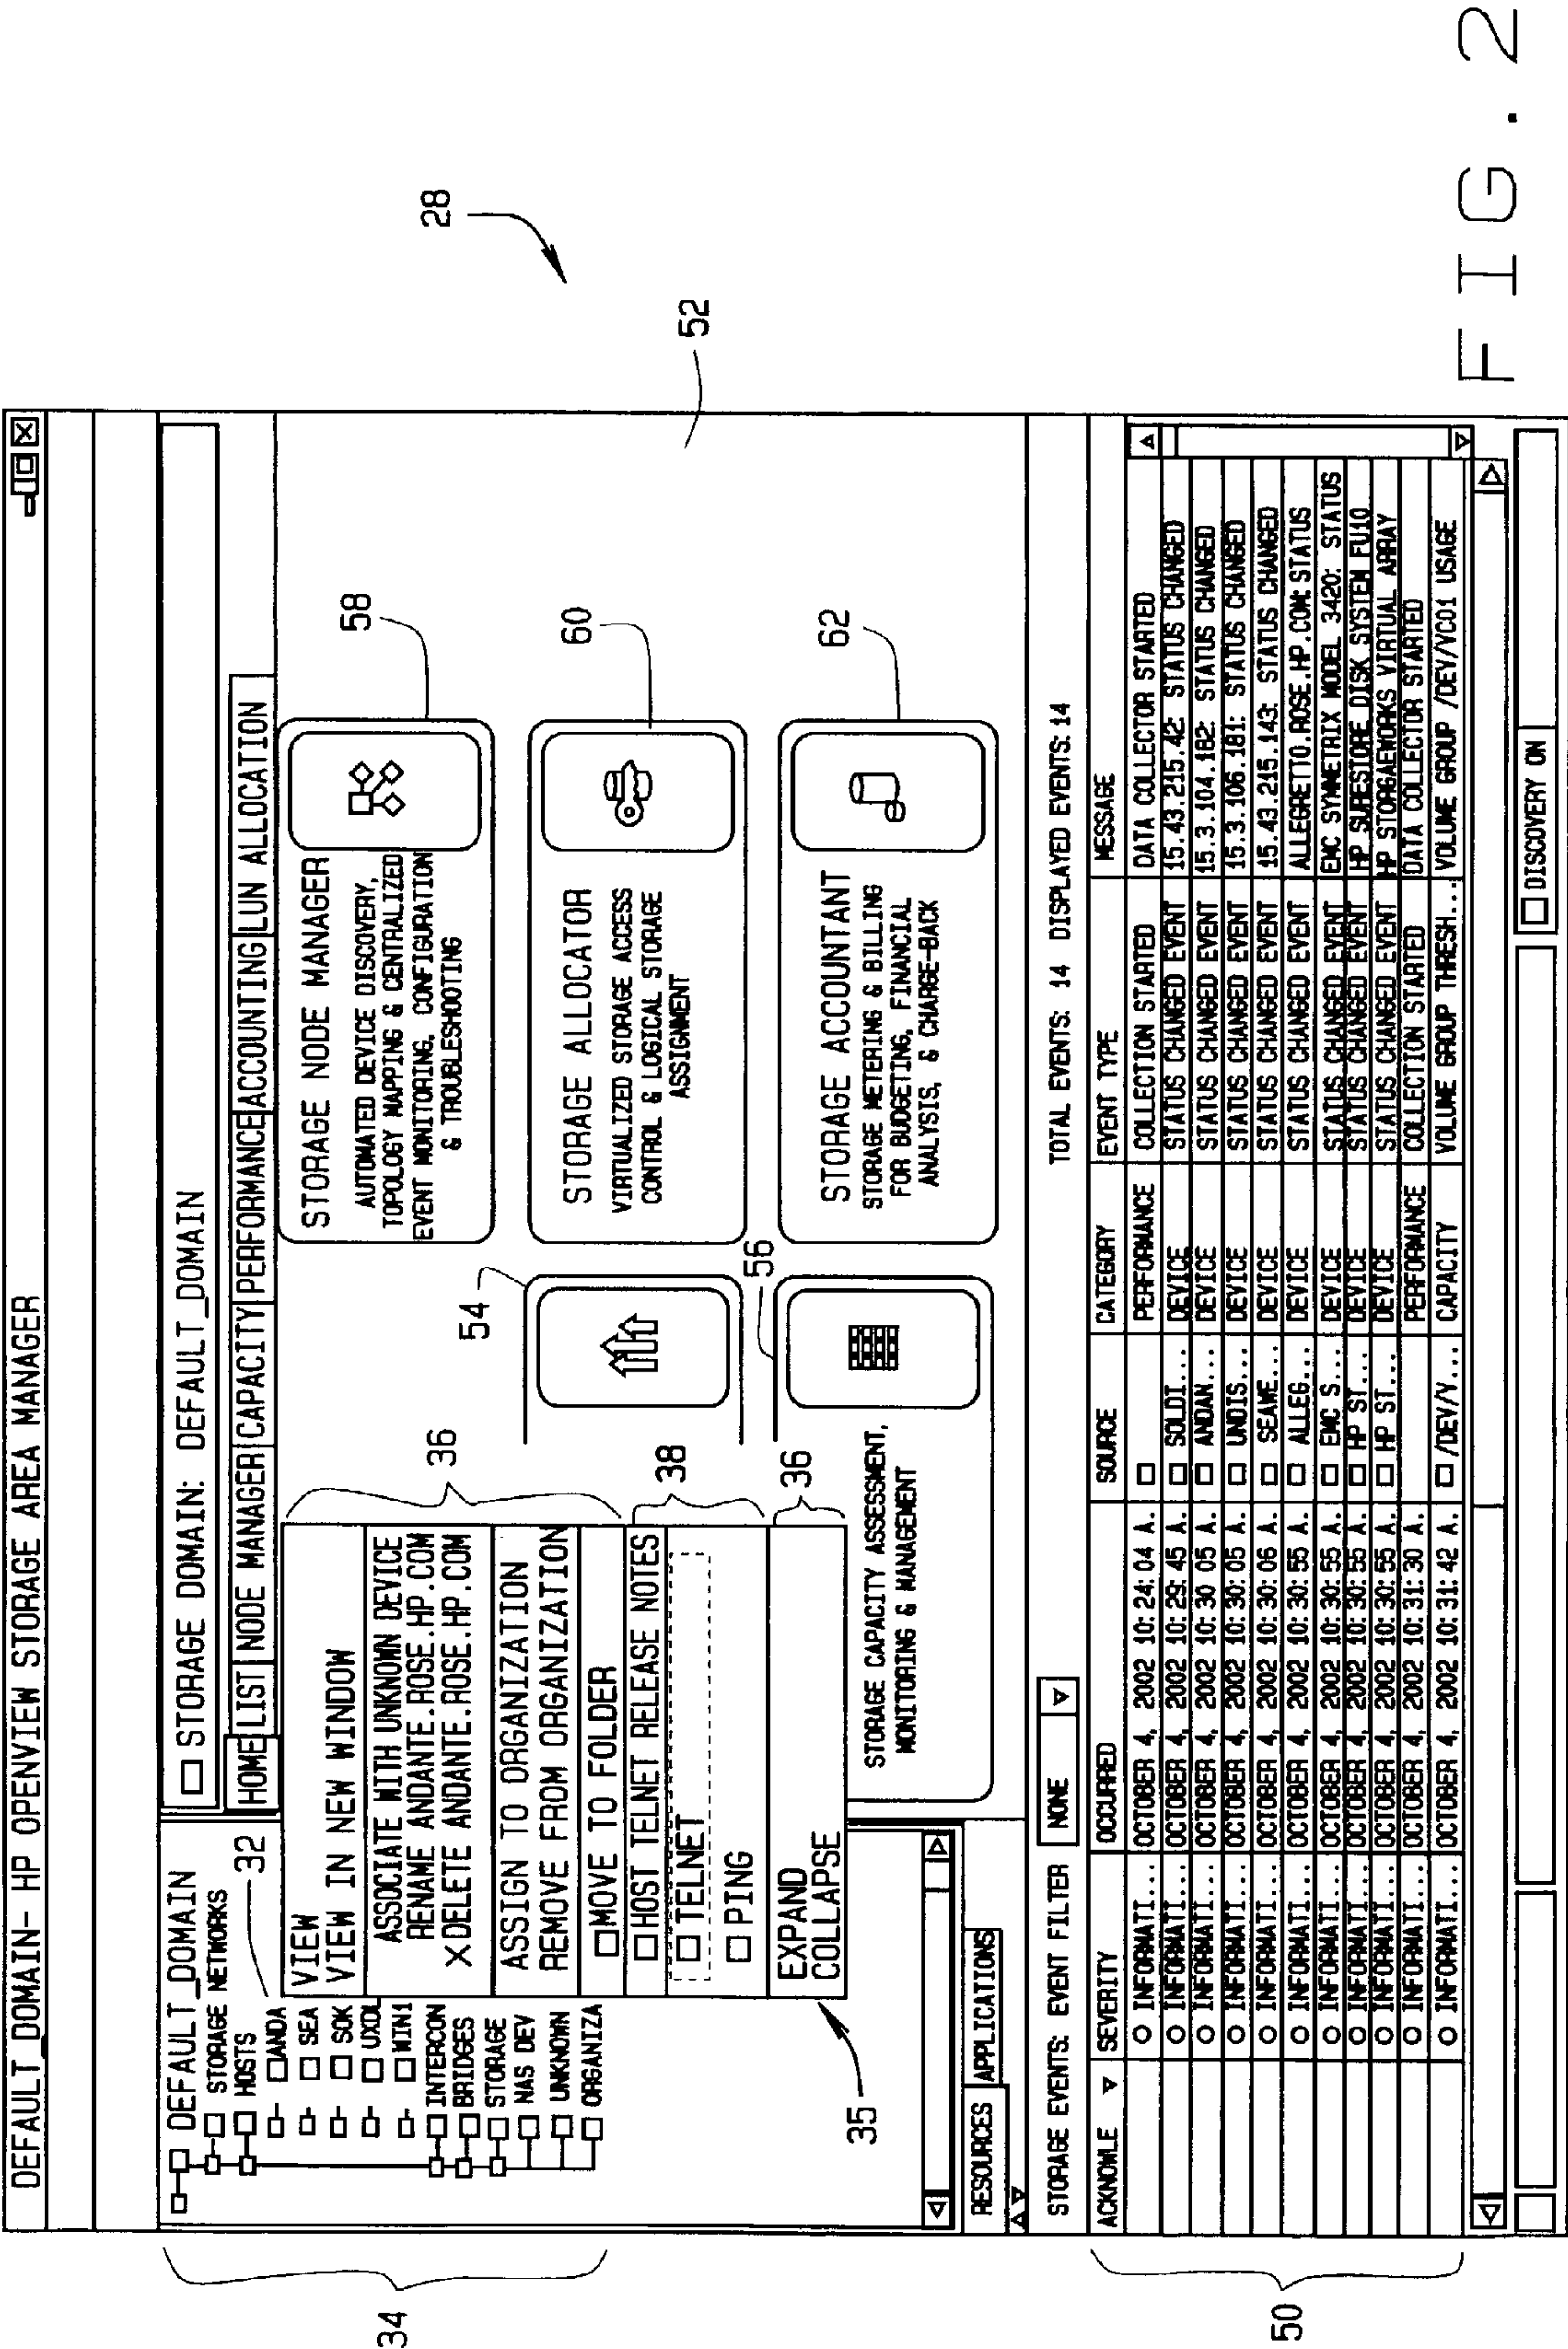 DEFAULT_DOMAIN- HP OPENVIEW STORAGE AREA MANAGER
DEFAULT_DOMAIN
STORAGE NETWORKS
HOSTS
ANDA
SEA
SOK
UXDL
WIN1
INTERCON
BRIDGES
STORAGE
NAS DEV
UNKNOWN
ORGANIZA
RESOURCES APPLICATIONS
34
32
35
STORAGE DOMAIN: DEFAULT_DOMAIN
HOME LIST NODE MANAGER CAPACITY PERFORMANCE ACCOUNTING LUN ALLOCATION
VIEW
VIEW IN NEW WINDOW
ASSOCIATE WITH UNKNOWN DEVICE
RENAME ANDANTE.ROSE.HP.COM
X DELETE ANDANTE.ROSE.HP.COM
ASSIGN TO ORGANIZATION
REMOVE FROM ORGANIZATION
MOVE TO FOLDER
HOST TELNET RELEASE NOTES
TELNET
PING
EXPAND
COLLAPSE
36
38
36
54
56
STORAGE CAPACITY ASSESSMENT,
MONITORING & MANAGEMENT
STORAGE NODE MANAGER
AUTOMATED DEVICE DISCOVERY,
TOPOLOGY MAPPING & CENTRALIZED
EVENT MONITORING, CONFIGURATION
& TROUBLESHOOTING
58
STORAGE ALLOCATOR
VIRTUALIZED STORAGE ACCESS
CONTROL & LOGICAL STORAGE
ASSIGNMENT
60
STORAGE ACCOUNTANT
STORAGE METERING & BILLING
FOR BUDGETING, FINANCIAL
ANALYSIS, & CHARGE-BACK
62
52
28
STORAGE EVENTS: EVENT FILTER NONE TOTAL EVENTS: 14 DISPLAYED EVENTS: 14
ACKNOWLE SEVERITY OCCURRED SOURCE CATEGORY EVENT TYPE MESSAGE
INFORMATI... OCTOBER 4, 2002 10:24:04 A. PERFORMANCE COLLECTION STARTED DATA COLLECTOR STARTED
INFORMATI... OCTOBER 4, 2002 10:29:45 A. SOLDI... DEVICE STATUS CHANGED EVENT 15.43.215.42: STATUS CHANGED
INFORMATI... OCTOBER 4, 2002 10:30 05 A. ANDAN... DEVICE STATUS CHANGED EVENT 15.3.104.182: STATUS CHANGED
INFORMATI... OCTOBER 4, 2002 10:30:05 A. UNDIS... DEVICE STATUS CHANGED EVENT 15.3.106.181: STATUS CHANGED
INFORMATI... OCTOBER 4, 2002 10:30:06 A. SEAWE... DEVICE STATUS CHANGED EVENT 15.43.215.143: STATUS CHANGED
INFORMATI... OCTOBER 4, 2002 10:30:55 A. ALLEG... DEVICE STATUS CHANGED EVENT ALLEGRETTO.ROSE.HP.COM: STATUS
INFORMATI... OCTOBER 4, 2002 10:30:55 A. EMC S... DEVICE STATUS CHANGED EVENT EMC SYMMETRIX MODEL 3420: STATUS
INFORMATI... OCTOBER 4, 2002 10:30:55 A. HP ST... DEVICE STATUS CHANGED EVENT HP SURESTORE DISK SYSTEM FU10
INFORMATI... OCTOBER 4, 2002 10:30:55 A. HP ST... DEVICE STATUS CHANGED EVENT HP STORGAEWORKS VIRTUAL ARRAY
INFORMATI... OCTOBER 4, 2002 10:31:30 A. PERFORMANCE COLLECTION STARTED DATA COLLECTOR STARTED
INFORMATI... OCTOBER 4, 2002 10:31:42 A. /DEV/V... CAPACITY VOLUME GROUP THRESH... VOLUME GROUP /DEV/VC01 USAGE
50
DISCOVERY ON
FIG. 2